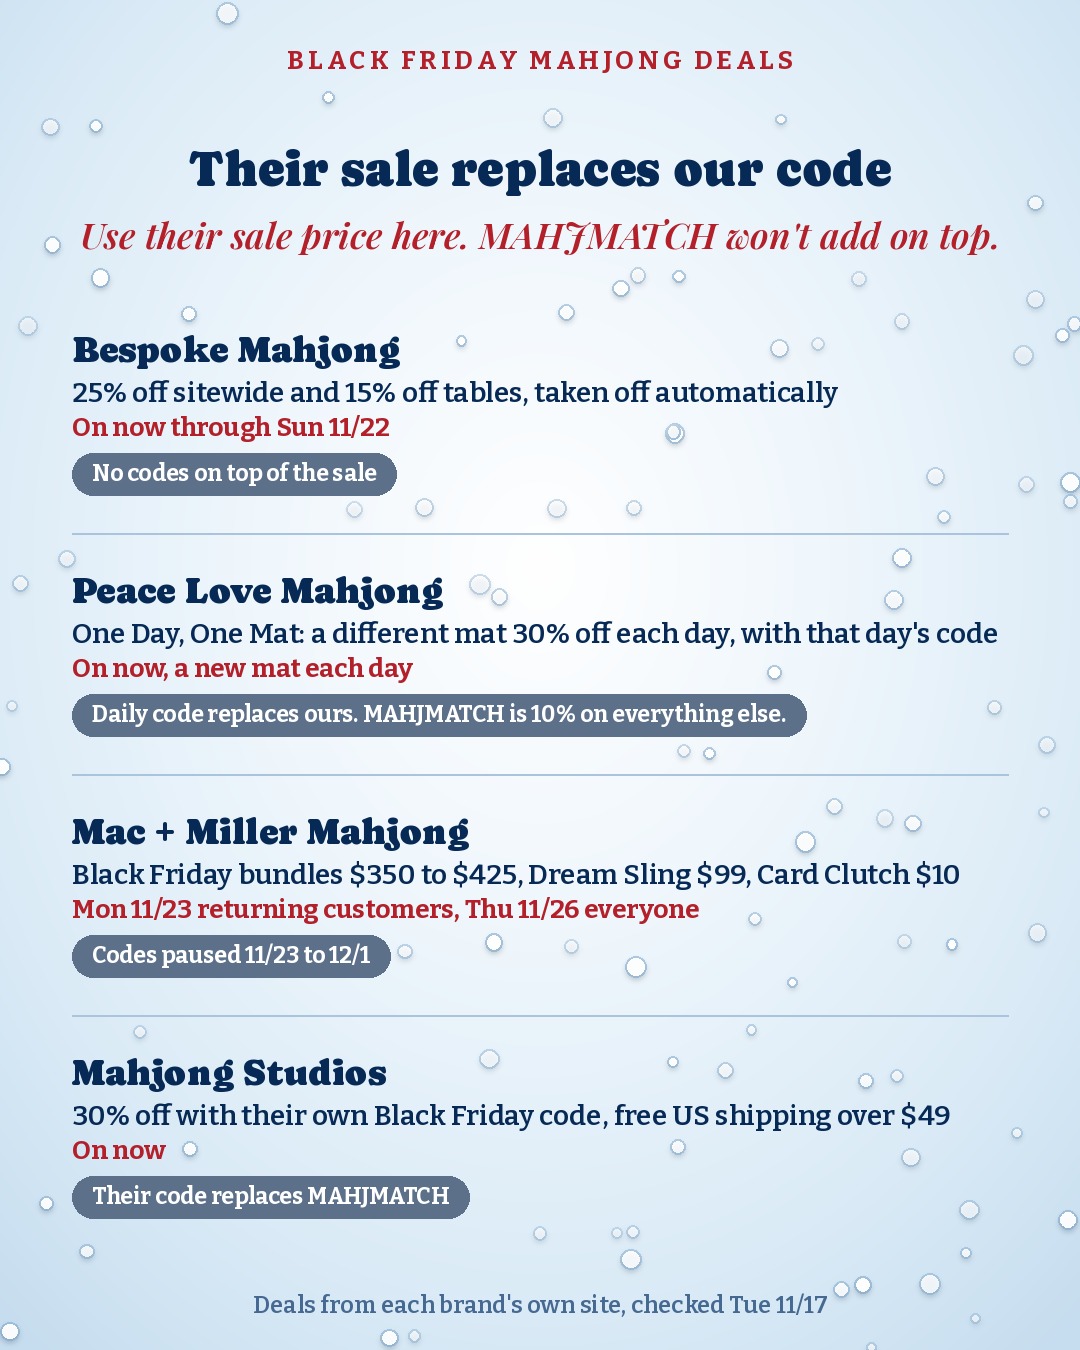 BLACK FRIDAY MAHJONG DEALS
Their sale replaces our code
Use their sale price here. MAHJMATCH won't add on top.
Bespoke Mahjong
25% off sitewide and 15% off tables, taken off automatically
On now through Sun 11/22
No codes on top of the sale
Peace Love Mahjong
One Day, One Mat: a different mat 30% off each day, with that day's code
On now, a new mat each day
Daily code replaces ours. MAHJMATCH is 10% on everything else.
Mac + Miller Mahjong
Black Friday bundles $350 to $425, Dream Sling $99, Card Clutch $10
Mon 11/23 returning customers, Thu 11/26 everyone
Codes paused 11/23 to 12/1
Mahjong Studios
30% off with their own Black Friday code, free US shipping over $49
On now
Their code replaces MAHJMATCH
Deals from each brand's own site, checked Tue 11/17